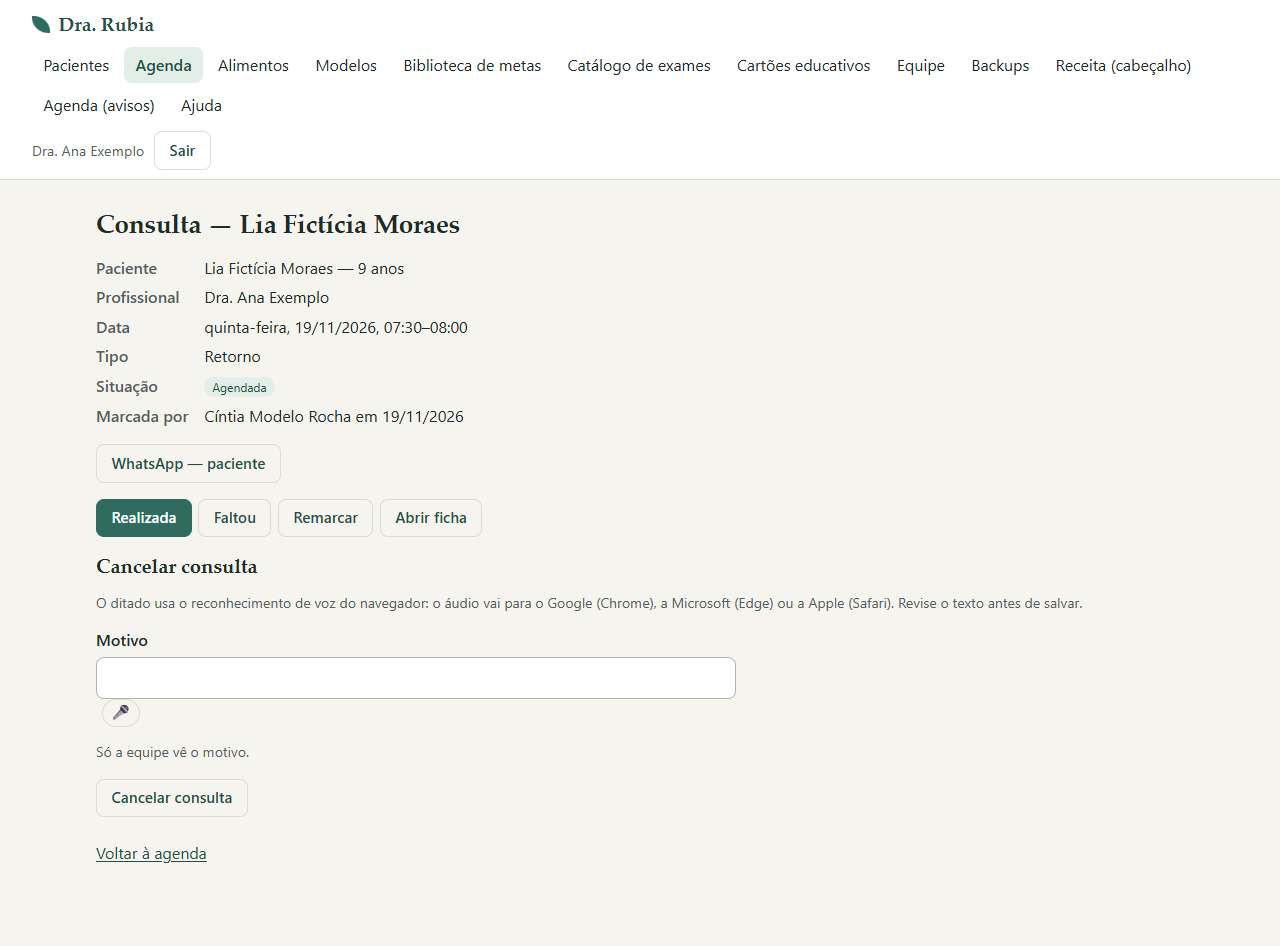 Dra. Rubia
Pacientes Agenda Alimentos Modelos Biblioteca de metas Catálogo de exames Cartões educativos Equipe Backups Receita (cabeçalho)
Agenda (avisos) Ajuda
Dra. Ana Exemplo Sair
Consulta — Lia Fictícia Moraes
Paciente Lia Fictícia Moraes — 9 anos
Profissional Dra. Ana Exemplo
Data quinta-feira, 19/11/2026, 07:30–08:00
Tipo Retorno
Situação Agendada
Marcada por Cíntia Modelo Rocha em 19/11/2026
WhatsApp — paciente
Realizada Faltou Remarcar Abrir ficha
Cancelar consulta
O ditado usa o reconhecimento de voz do navegador: o áudio vai para o Google (Chrome), a Microsoft (Edge) ou a Apple (Safari). Revise o texto antes de salvar.
Motivo
Só a equipe vê o motivo.
Cancelar consulta
Voltar à agenda